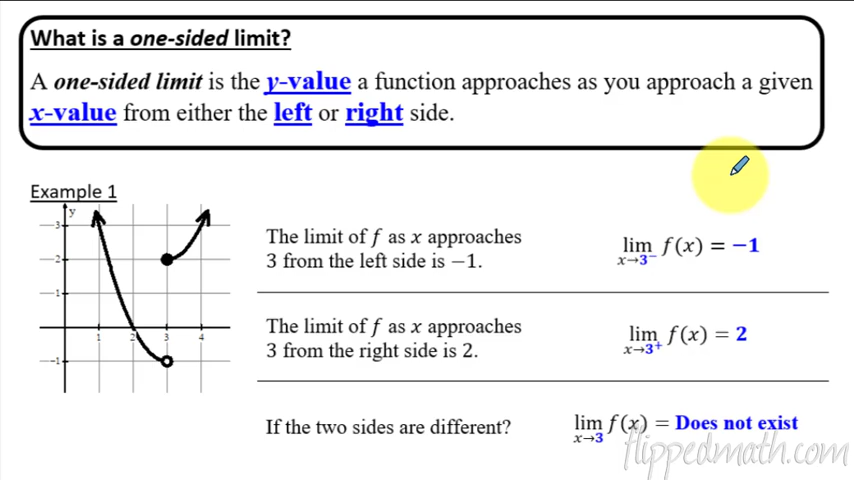 What is a one-sided limit?
A one-sided limit is the y-value a function approaches as you approach a given
x-value from either the left or right side.
Example 1
y
3
2
1
1 2 3 4
-1
The limit of f as x approaches
3 from the left side is −1.
lim f(x) = −1
x→3⁻
The limit of f as x approaches
3 from the right side is 2.
lim f(x) = 2
x→3⁺
If the two sides are different?
lim f(x) = Does not exist
x→3
flippedmath.com